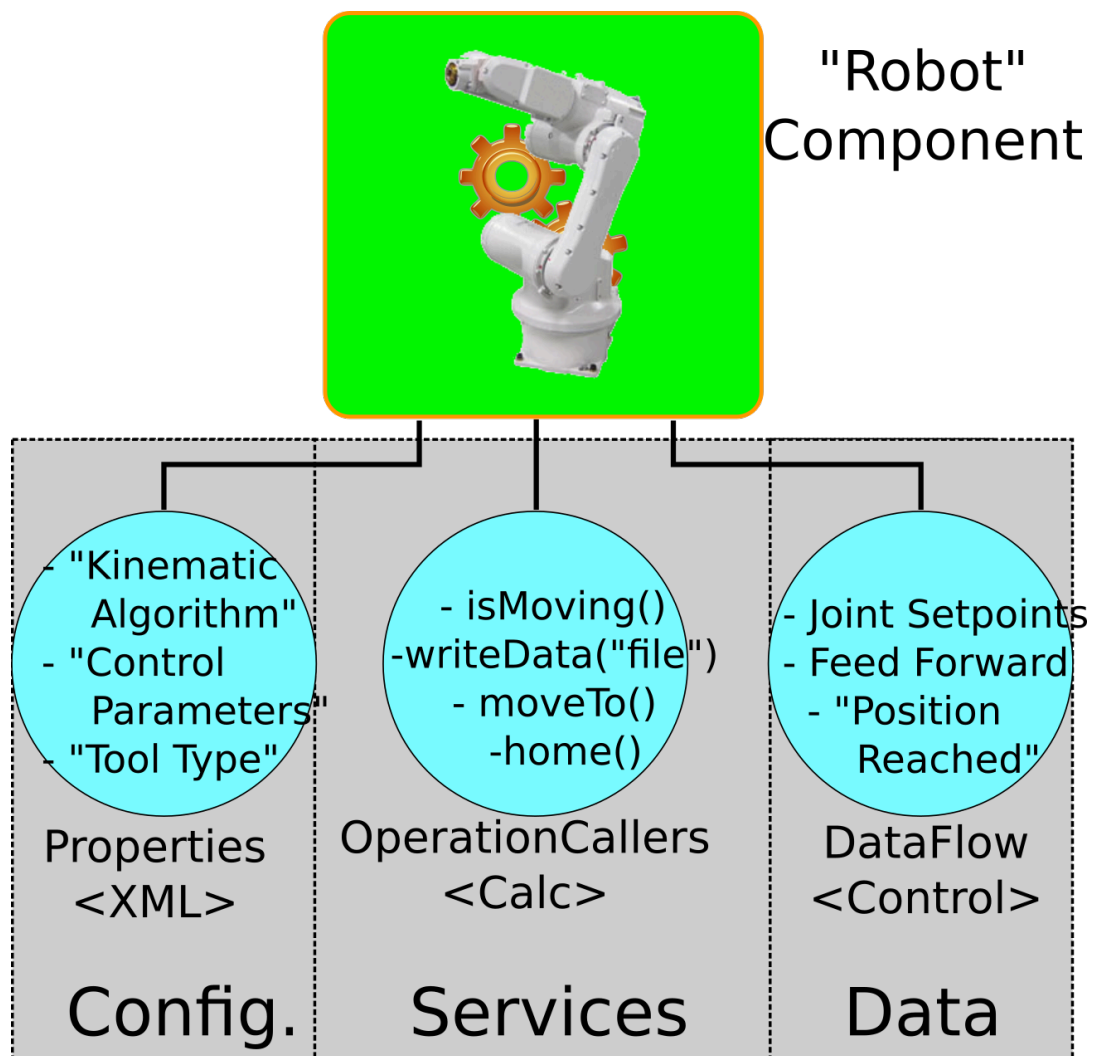 "Robot"
Component
- "Kinematic
Algorithm"
- "Control
Parameters"
- "Tool Type"
Properties
<XML>
Config.
- isMoving()
-writeData("file")
- moveTo()
-home()
OperationCallers
<Calc>
Services
- Joint Setpoints
- Feed Forward
- "Position
Reached"
DataFlow
<Control>
Data